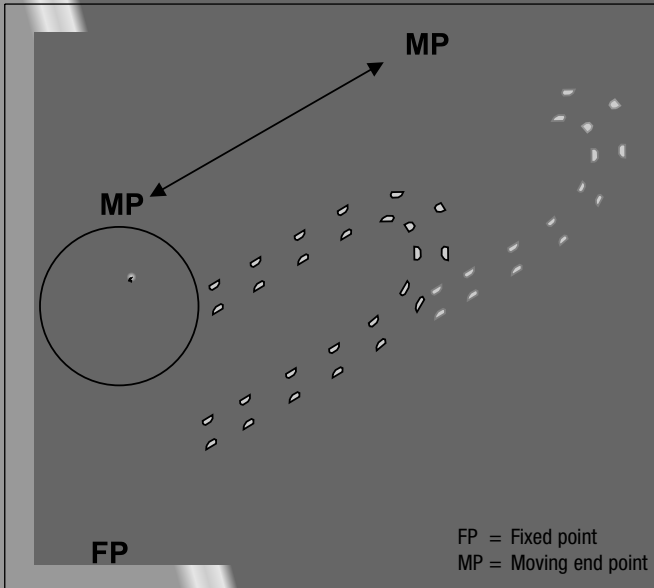 MP
MP
FP
FP = Fixed point
MP = Moving end point